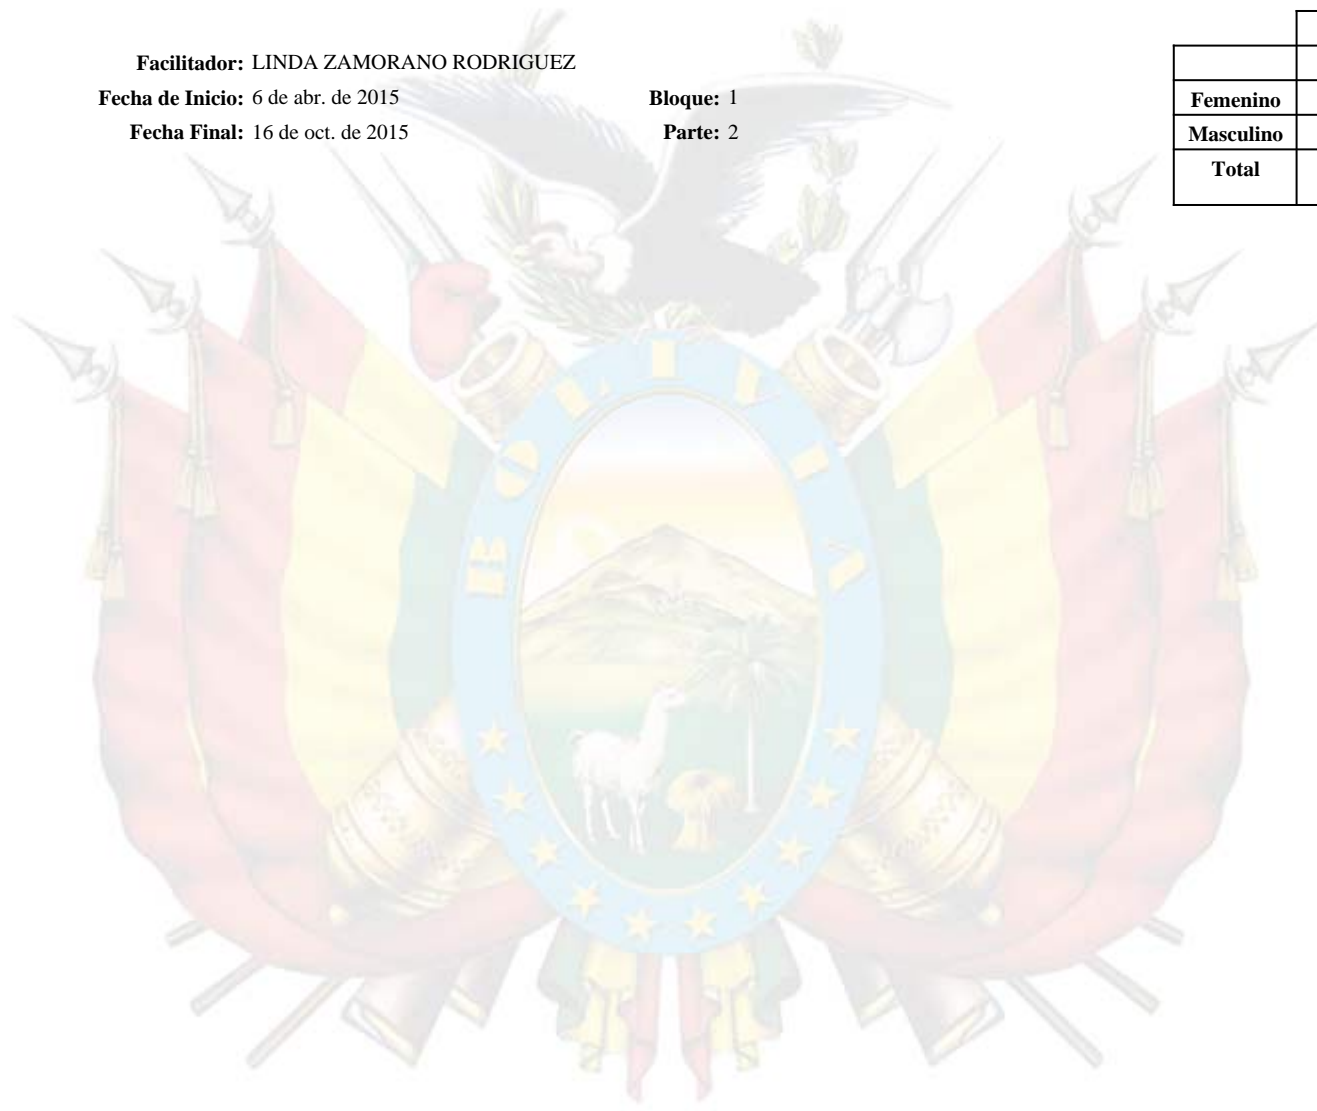 Facilitador: LINDA ZAMORANO RODRIGUEZ
Fecha de Inicio: 6 de abr. de 2015 Bloque: 1
Fecha Final: 16 de oct. de 2015 Parte: 2
Femenino
Masculino
Total
BOLIVIA